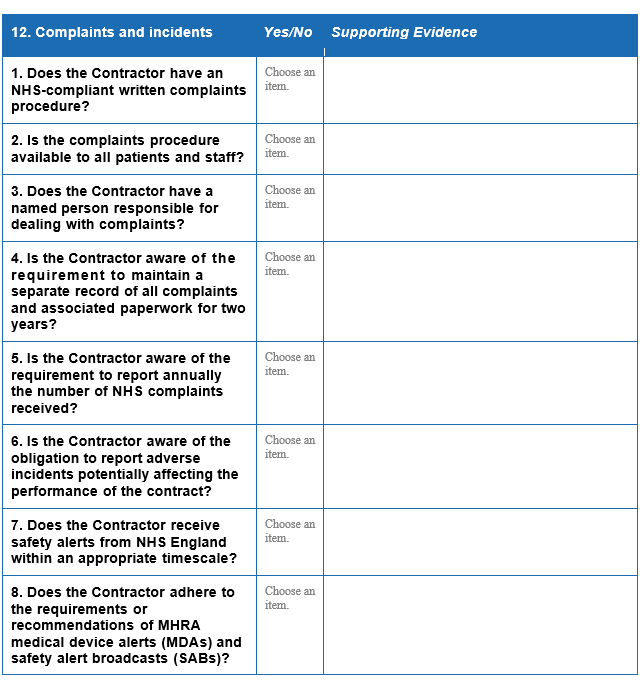 12. Complaints and incidents Yes/No Supporting Evidence
1. Does the Contractor have an
NHS-compliant written complaints
procedure?
Choose an
item.
2. Is the complaints procedure
available to all patients and staff?
Choose an
item.
3. Does the Contractor have a
named person responsible for
dealing with complaints?
Choose an
item.
4. Is the Contractor aware of the
requirement to maintain a
separate record of all complaints
and associated paperwork for two
years?
Choose an
item.
5. Is the Contractor aware of the
requirement to report annually
the number of NHS complaints
received?
Choose an
item.
6. Is the Contractor aware of the
obligation to report adverse
incidents potentially affecting the
performance of the contract?
Choose an
item.
7. Does the Contractor receive
safety alerts from NHS England
within an appropriate timescale?
Choose an
item.
8. Does the Contractor adhere to
the requirements or
recommendations of MHRA
medical device alerts (MDAs) and
safety alert broadcasts (SABs)?
Choose an
item.